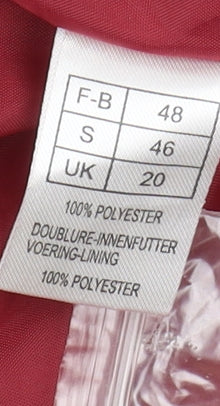 F-B 48
S 46
UK 20
100% POLYESTER
DOUBLURE-INNENFUTTER
VOERING-LINING
100% POLYESTER